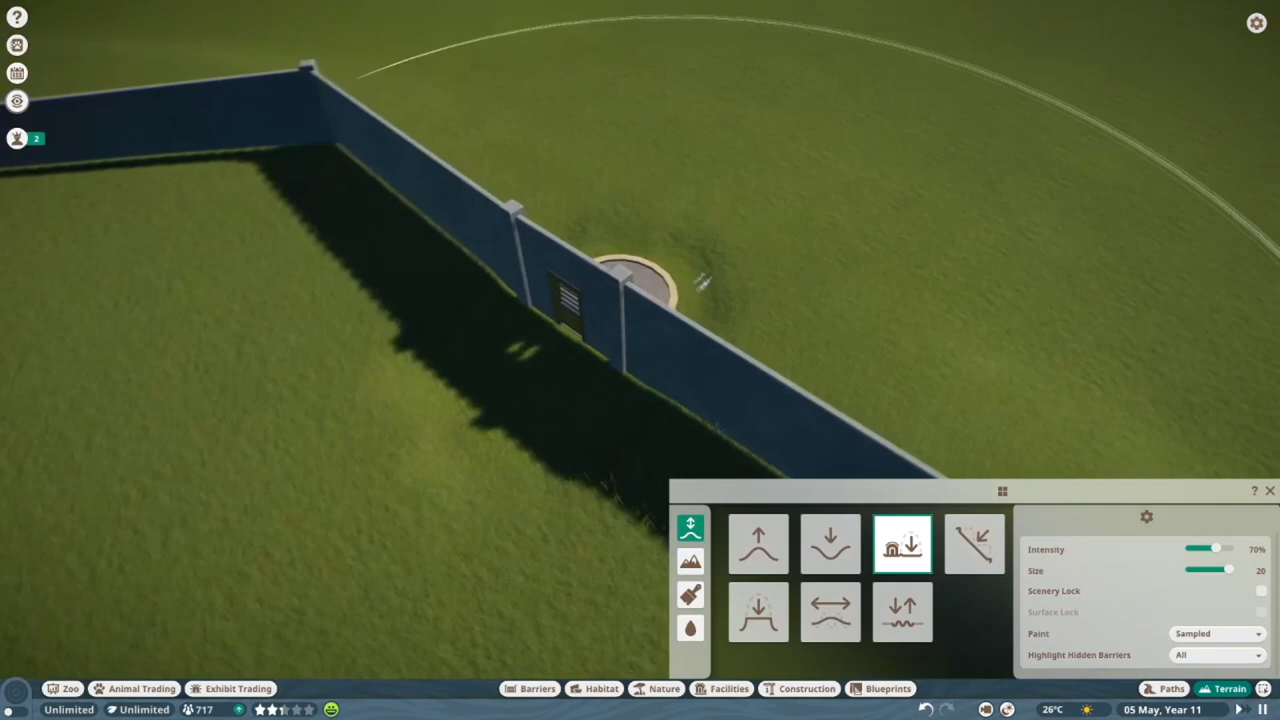 ?
2
? ×
Intensity 70%
Size 20
Scenery Lock
Surface Lock
Paint Sampled
Highlight Hidden Barriers All
Zoo Animal Trading Exhibit Trading Barriers Habitat Nature Facilities Construction Blueprints Paths Terrain
Unlimited Unlimited 717 26°C 05 May, Year 11